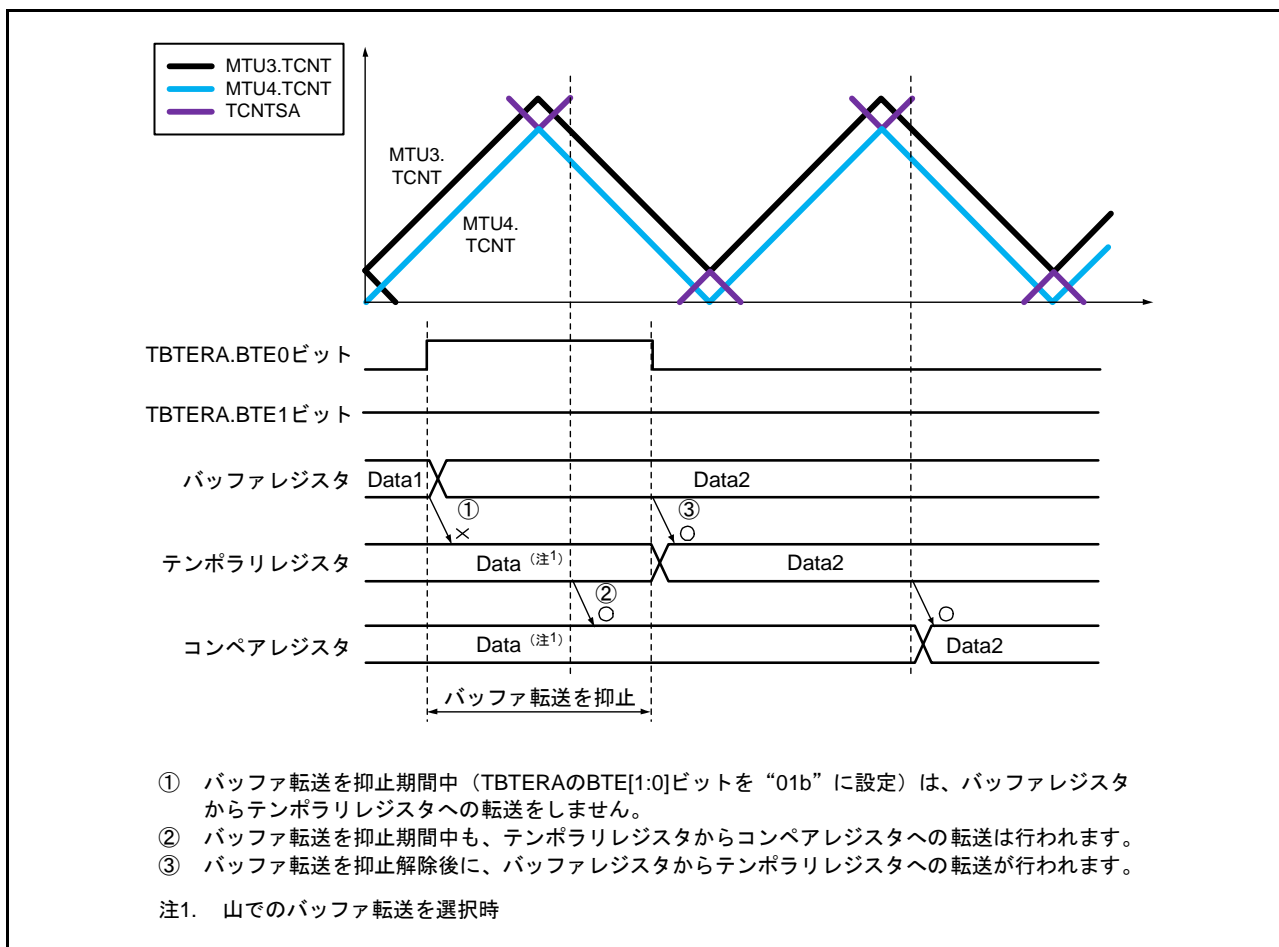 MTU3.TCNT
MTU4.TCNT
TCNTSA
MTU3.
TCNT
MTU4.
TCNT
TBTERA.BTE0ビット
TBTERA.BTE1ビット
バッファレジスタ Data1 Data2
① ③
× ○
テンポラリレジスタ Data（注1） Data2
②
○ ○
コンペアレジスタ Data（注1） Data2
バッファ転送を抑止
① バッファ転送を抑止期間中（TBTERAのBTE[1:0]ビットを“01b”に設定）は、バッファレジスタ
からテンポラリレジスタへの転送をしません。
② バッファ転送を抑止期間中も、テンポラリレジスタからコンペアレジスタへの転送は行われます。
③ バッファ転送を抑止解除後に、バッファレジスタからテンポラリレジスタへの転送が行われます。
注1. 山でのバッファ転送を選択時